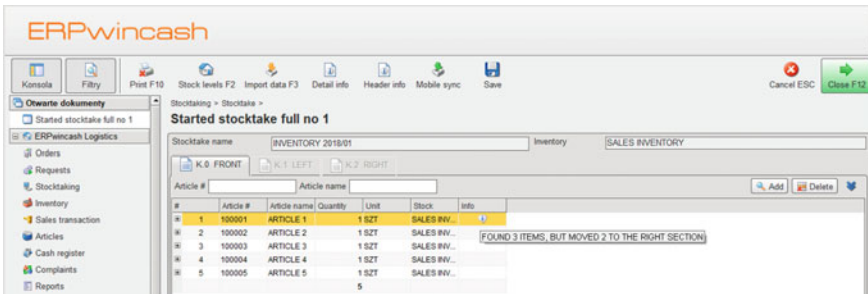 ERPwincash
Konsola Filtry Print F10 Stock levels F2 Import data F3 Detail info Header info Mobile sync Save Cancel ESC Close F12
Otwarte dokumenty
Started stocktake full no 1
ERPwincash Logistics
Orders
Requests
Stocktaking
Inventory
Sales transaction
Articles
Cash register
Complaints
Reports
Stocktaking > Stocktake >
Started stocktake full no 1
Stocktake name INVENTORY 2018/01 Inventory SALES INVENTORY
K.0 FRONT K.1 LEFT K.2 RIGHT
Article # Article name Add Delete
# Article # Article name Quantity Unit Stock Info
1 100001 ARTICLE 1 1 SZT SALES INV...
2 100002 ARTICLE 2 1 SZT SALES INV...
FOUND 3 ITEMS, BUT MOVED 2 TO THE RIGHT SECTION
3 100003 ARTICLE 3 1 SZT SALES INV...
4 100004 ARTICLE 4 1 SZT SALES INV...
5 100005 ARTICLE 5 1 SZT SALES INV...
5